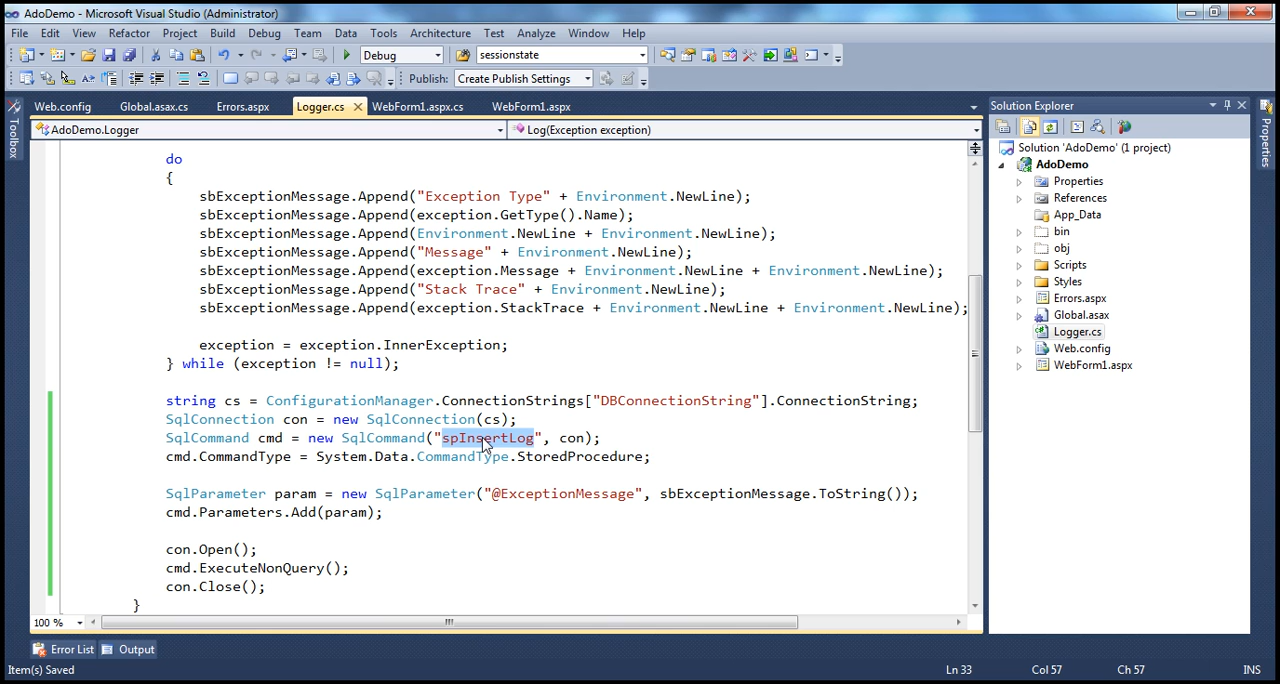 AdoDemo - Microsoft Visual Studio (Administrator)
File Edit View Refactor Project Build Debug Team Data Tools Architecture Test Analyze Window Help
Debug sessionstate
Publish: Create Publish Settings
Web.config Global.asax.cs Errors.aspx Logger.cs WebForm1.aspx.cs WebForm1.aspx
Solution Explorer
Toolbox
Properties
AdoDemo.Logger Log(Exception exception)
do
{
sbExceptionMessage.Append("Exception Type" + Environment.NewLine);
sbExceptionMessage.Append(exception.GetType().Name);
sbExceptionMessage.Append(Environment.NewLine + Environment.NewLine);
sbExceptionMessage.Append("Message" + Environment.NewLine);
sbExceptionMessage.Append(exception.Message + Environment.NewLine + Environment.NewLine);
sbExceptionMessage.Append("Stack Trace" + Environment.NewLine);
sbExceptionMessage.Append(exception.StackTrace + Environment.NewLine + Environment.NewLine);
exception = exception.InnerException;
} while (exception != null);
string cs = ConfigurationManager.ConnectionStrings["DBConnectionString"].ConnectionString;
SqlConnection con = new SqlConnection(cs);
SqlCommand cmd = new SqlCommand("spInsertLog", con);
cmd.CommandType = System.Data.CommandType.StoredProcedure;
SqlParameter param = new SqlParameter("@ExceptionMessage", sbExceptionMessage.ToString());
cmd.Parameters.Add(param);
con.Open();
cmd.ExecuteNonQuery();
con.Close();
}
Solution 'AdoDemo' (1 project)
AdoDemo
Properties
References
App_Data
bin
obj
Scripts
Styles
Errors.aspx
Global.asax
Logger.cs
Web.config
WebForm1.aspx
100 %
Error List Output
Item(s) Saved Ln 33 Col 57 Ch 57 INS